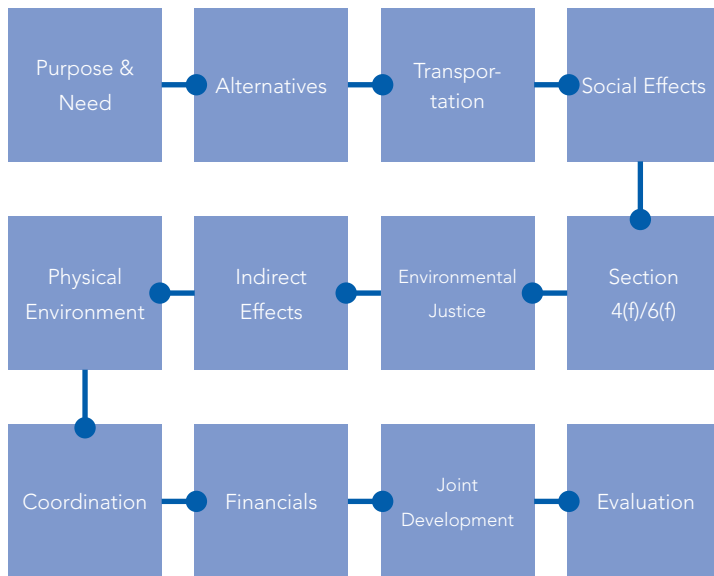 Purpose &
Need
Alternatives
Transpor-
tation
Social Effects
Physical
Environment
Indirect
Effects
Environmental
Justice
Section
4(f)/6(f)
Coordination
Financials
Joint
Development
Evaluation